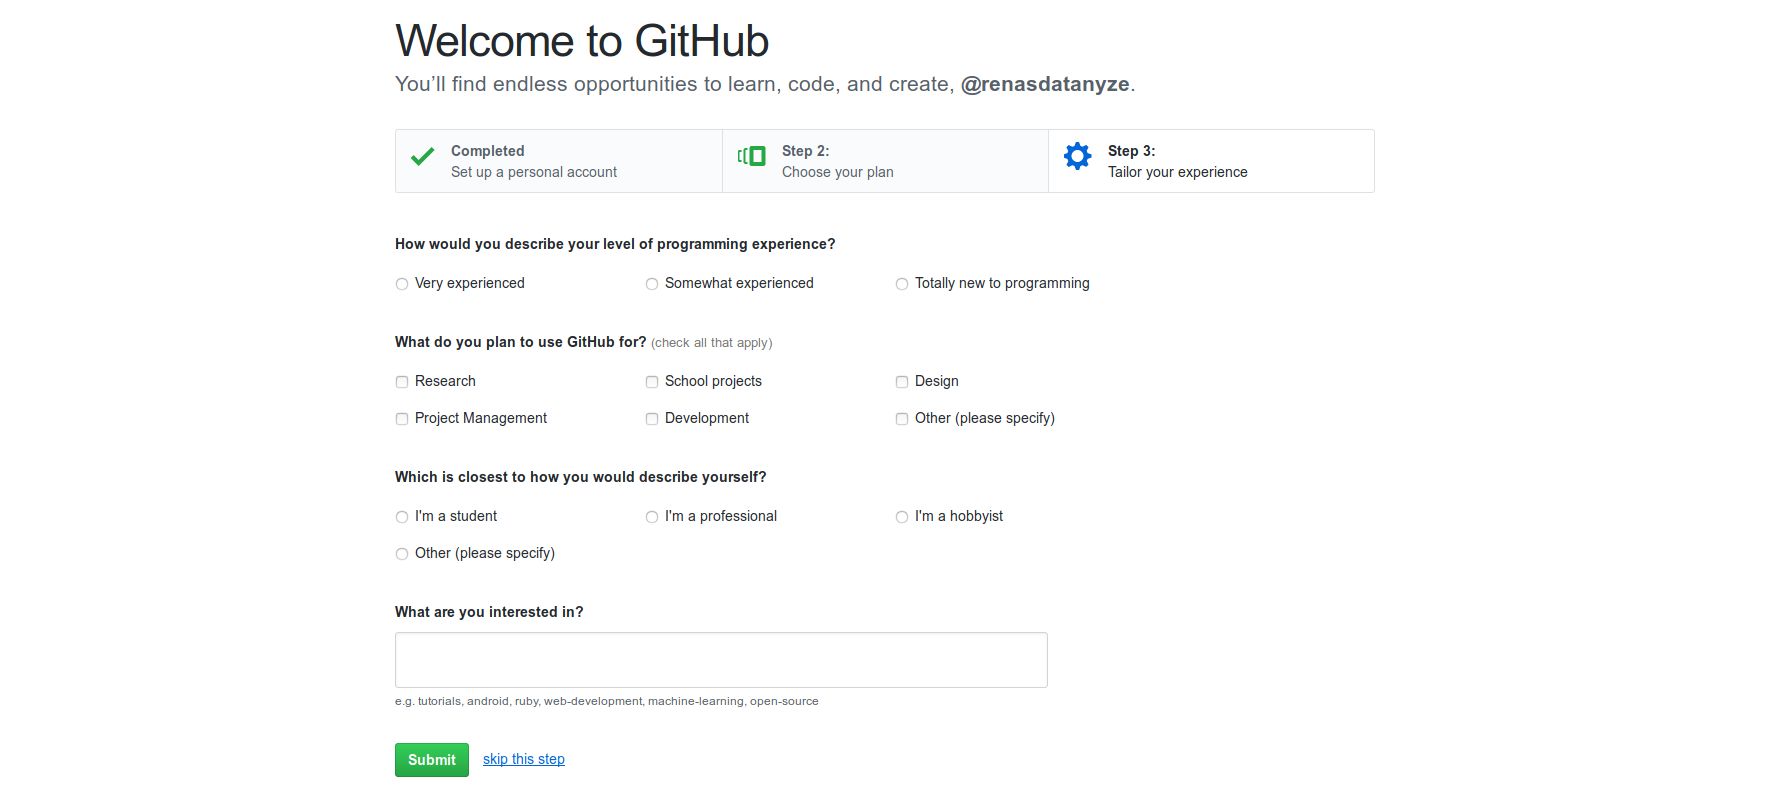 Welcome to GitHub
You’ll find endless opportunities to learn, code, and create, @renasdatanyze.
Completed
Set up a personal account
Step 2:
Choose your plan
Step 3:
Tailor your experience
How would you describe your level of programming experience?
Very experienced Somewhat experienced Totally new to programming
What do you plan to use GitHub for? (check all that apply)
Research School projects Design
Project Management Development Other (please specify)
Which is closest to how you would describe yourself?
I'm a student I'm a professional I'm a hobbyist
Other (please specify)
What are you interested in?
e.g. tutorials, android, ruby, web-development, machine-learning, open-source
Submit skip this step